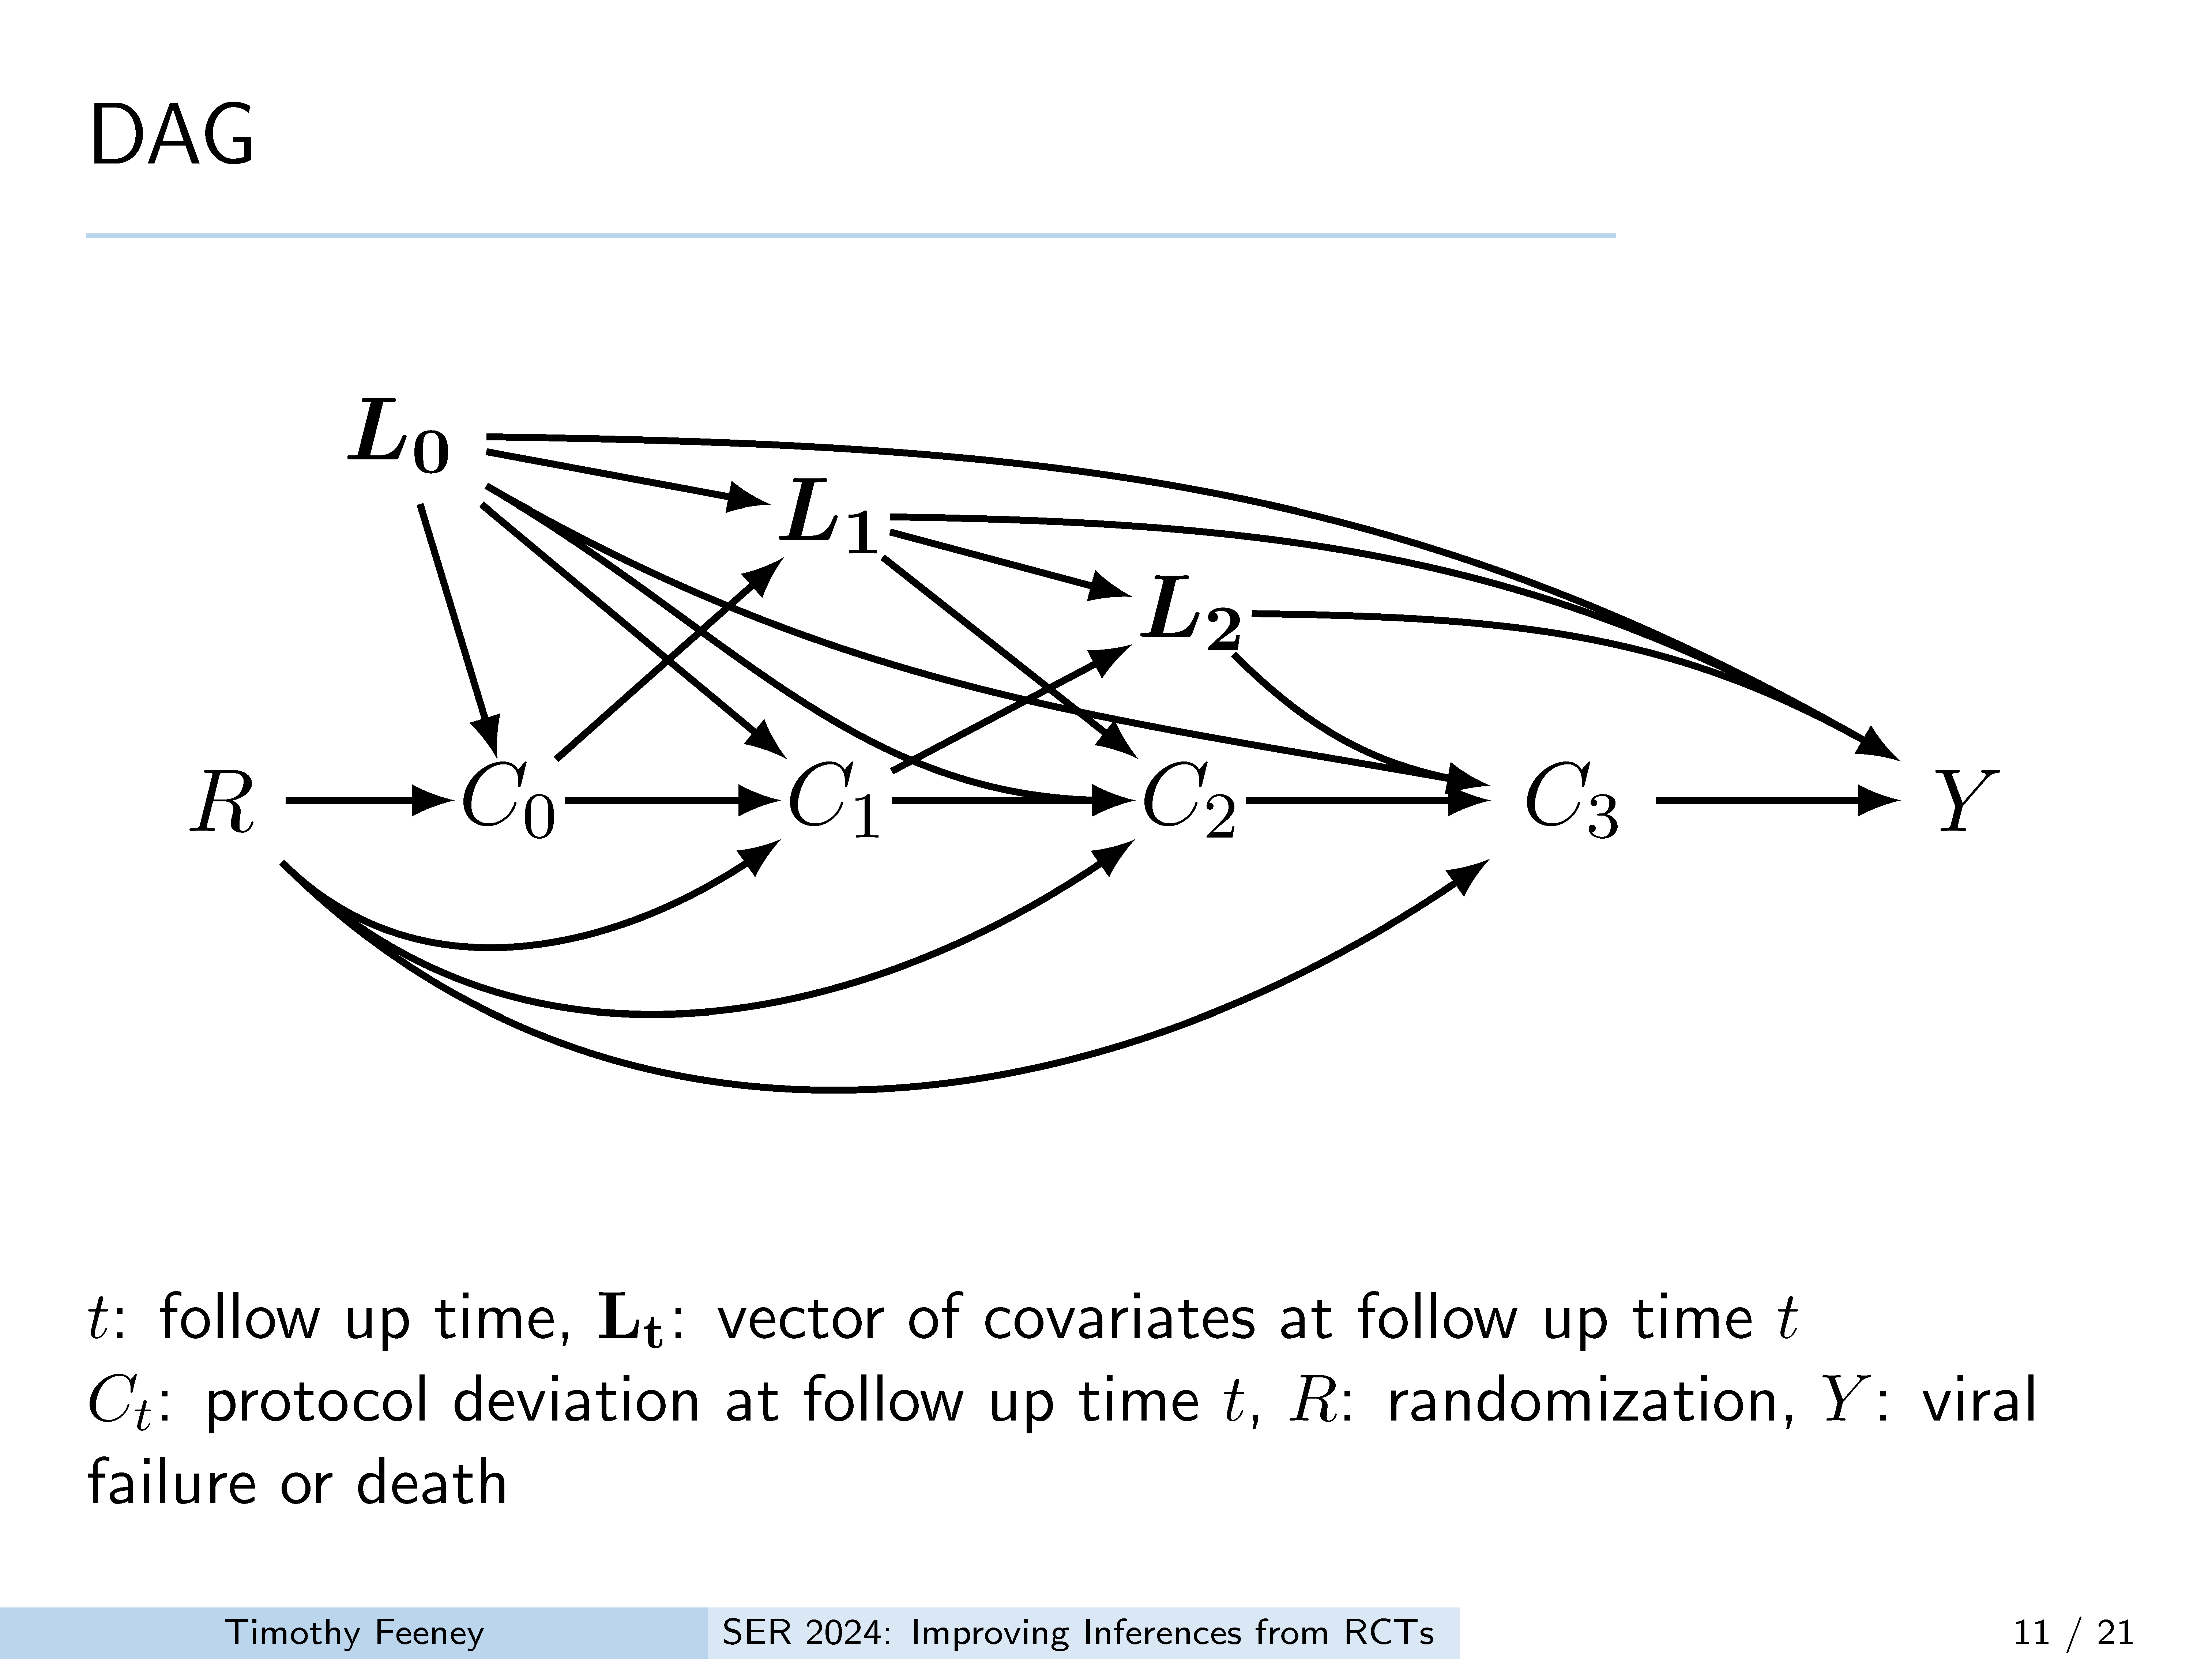 DAG
L₀
L₁
L₂
R C₀ C₁ C₂ C₃ Y
t: follow up time, Lₜ: vector of covariates at follow up time t
Cₜ: protocol deviation at follow up time t, R: randomization, Y: viral
failure or death
Timothy Feeney SER 2024: Improving Inferences from RCTs 11 / 21